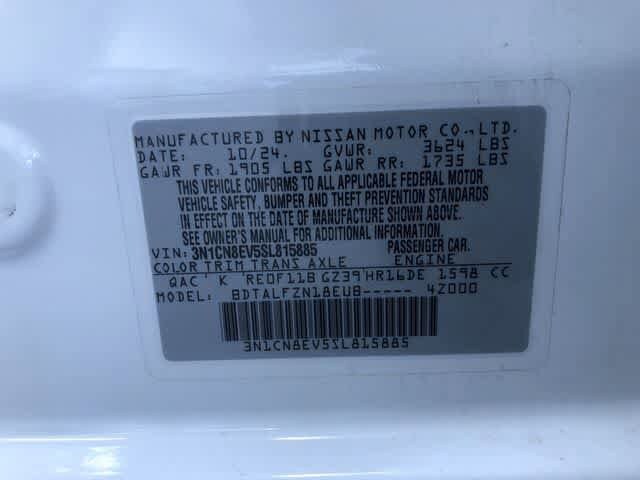 MANUFACTURED BY NISSAN MOTOR CO.,LTD.
DATE: 10/24. GVWR: 3624 LBS
GAWR FR: 1905 LBS GAWR RR: 1735 LBS
THIS VEHICLE CONFORMS TO ALL APPLICABLE FEDERAL MOTOR
VEHICLE SAFETY, BUMPER AND THEFT PREVENTION STANDARDS
IN EFFECT ON THE DATE OF MANUFACTURE SHOWN ABOVE.
SEE OWNER'S MANUAL FOR ADDITIONAL INFORMATION.
VIN: 3N1CN8EV5SL815885 PASSENGER CAR.
COLOR TRIM TRANS AXLE ENGINE
QAC K RE0F11B GZ39 HR16DE 1598 CC
MODEL: BDTALFZN18EUB----- 4Z000
3N1CN8EV5SL815885